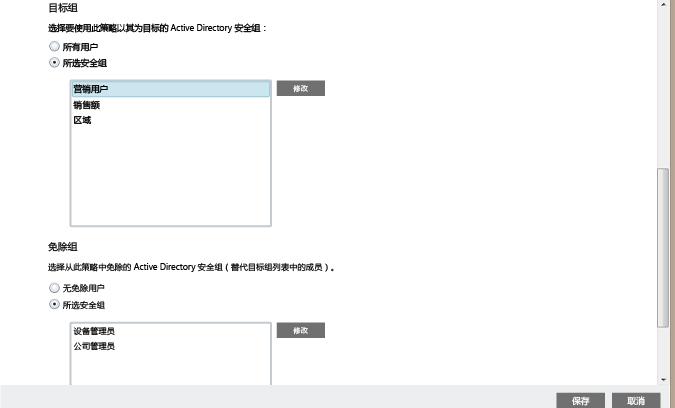 目标组
选择要使用此策略以其为目标的 Active Directory 安全组：
所有用户
所选安全组
营销用户
修改
销售额
区域
免除组
选择从此策略中免除的 Active Directory 安全组（替代目标组列表中的成员）。
无免除用户
所选安全组
设备管理员
修改
公司管理员
保存
取消